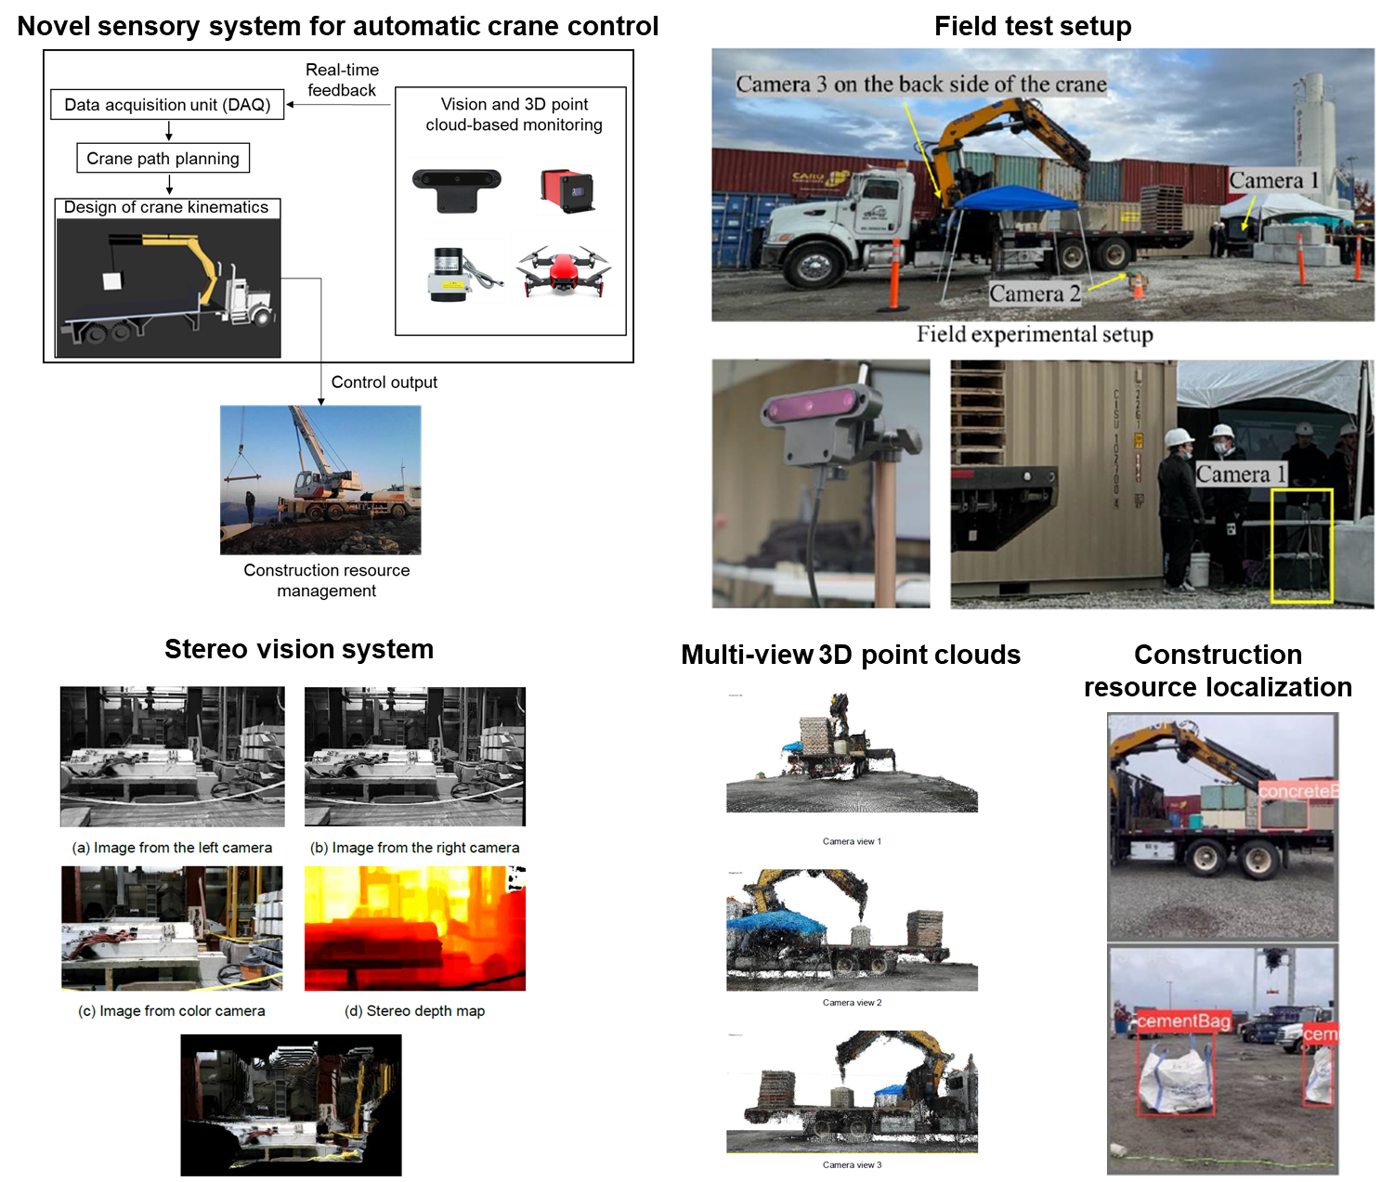 Novel sensory system for automatic crane control
Real-time
feedback
Data acquisition unit (DAQ)
Vision and 3D point
cloud-based monitoring
Crane path planning
Design of crane kinematics
Control output
Construction resource
management
Field test setup
Camera 3 on the back side of the crane
CARU
Camera 1
Camera 2
Field experimental setup
Camera 1
Stereo vision system
(a) Image from the left camera
(b) Image from the right camera
(c) Image from color camera
(d) Stereo depth map
Multi-view 3D point clouds
Camera view 1
Camera view 2
Camera view 3
Construction
resource localization
concreteB
cementBag
cem